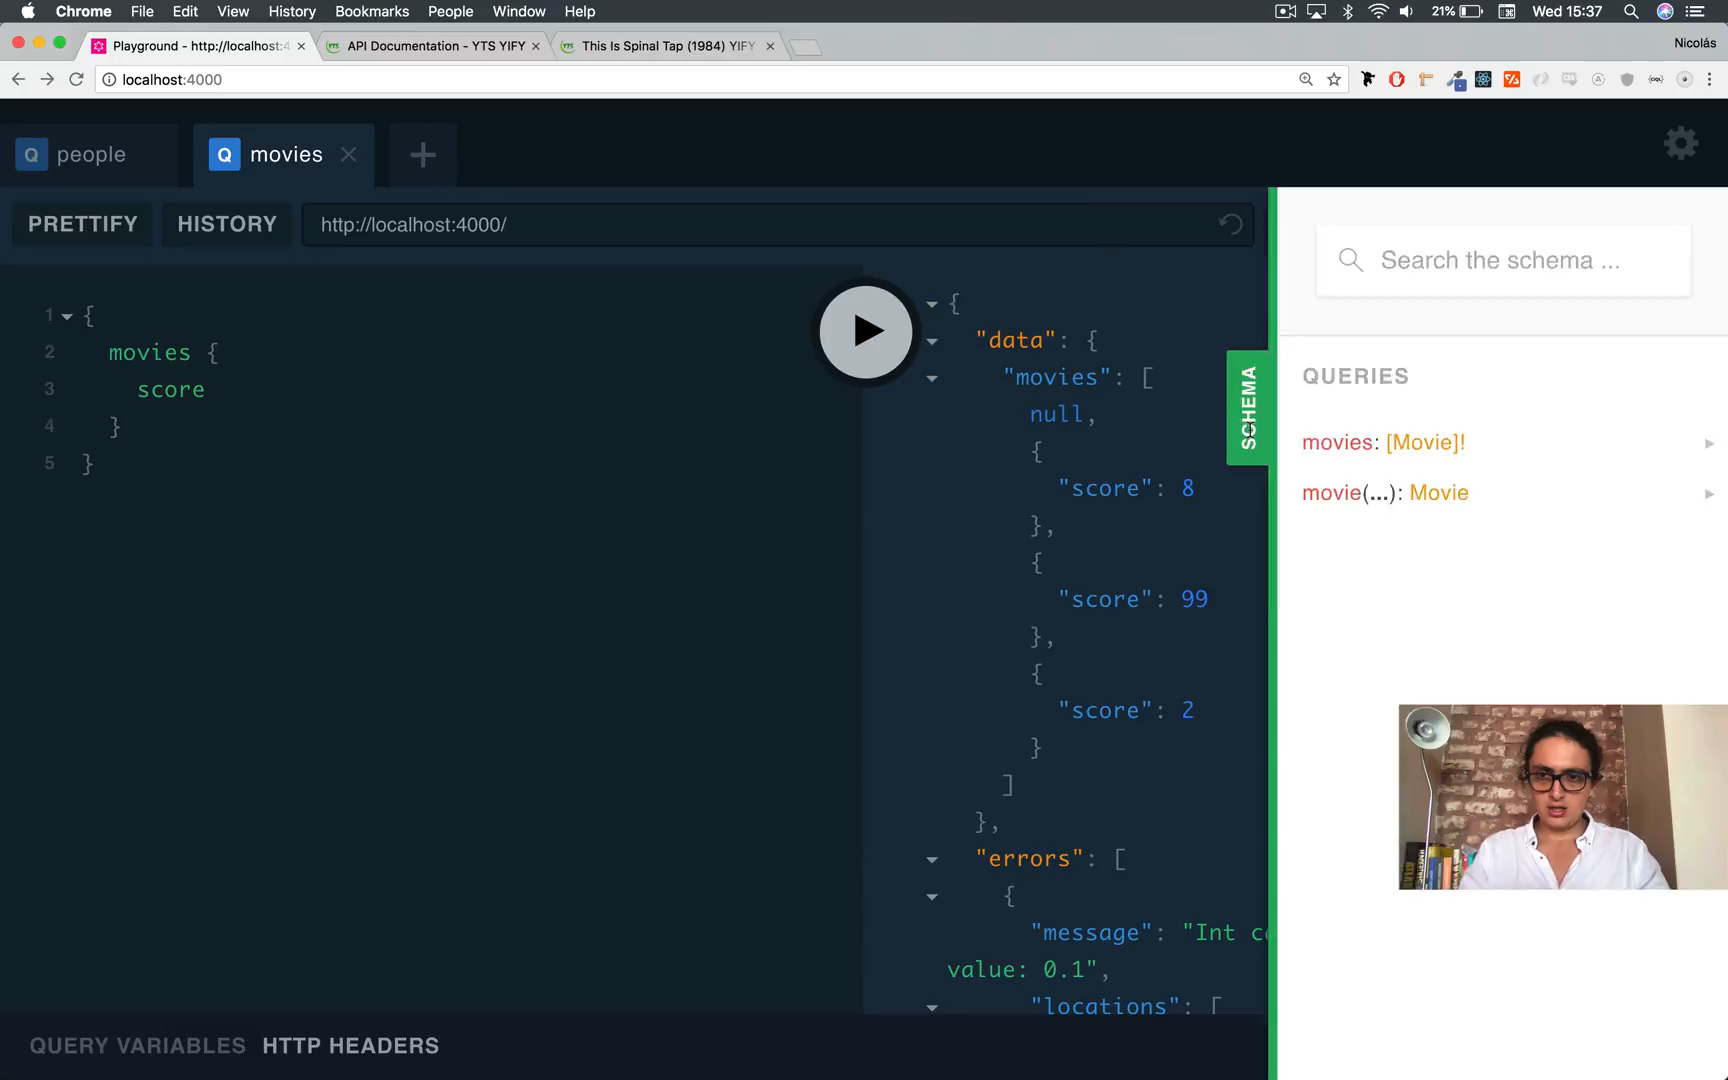 Chrome File Edit View History Bookmarks People Window Help 21% Wed 15:37
Playground - http://localhost:4 API Documentation - YTS YIFY This Is Spinal Tap (1984) YIFY Nicolás
localhost:4000
Q people Q movies
PRETTIFY HISTORY http://localhost:4000/
Search the schema ...
1 {
2 movies {
3 score
4 }
5 }
{
"data": {
"movies": [
null,
{
"score": 8
},
{
"score": 99
},
{
"score": 2
}
]
},
"errors": [
{
"message": "Int
value: 0.1",
"locations": [
SCHEMA
QUERIES
movies: [Movie]!
movie(...): Movie
QUERY VARIABLES HTTP HEADERS